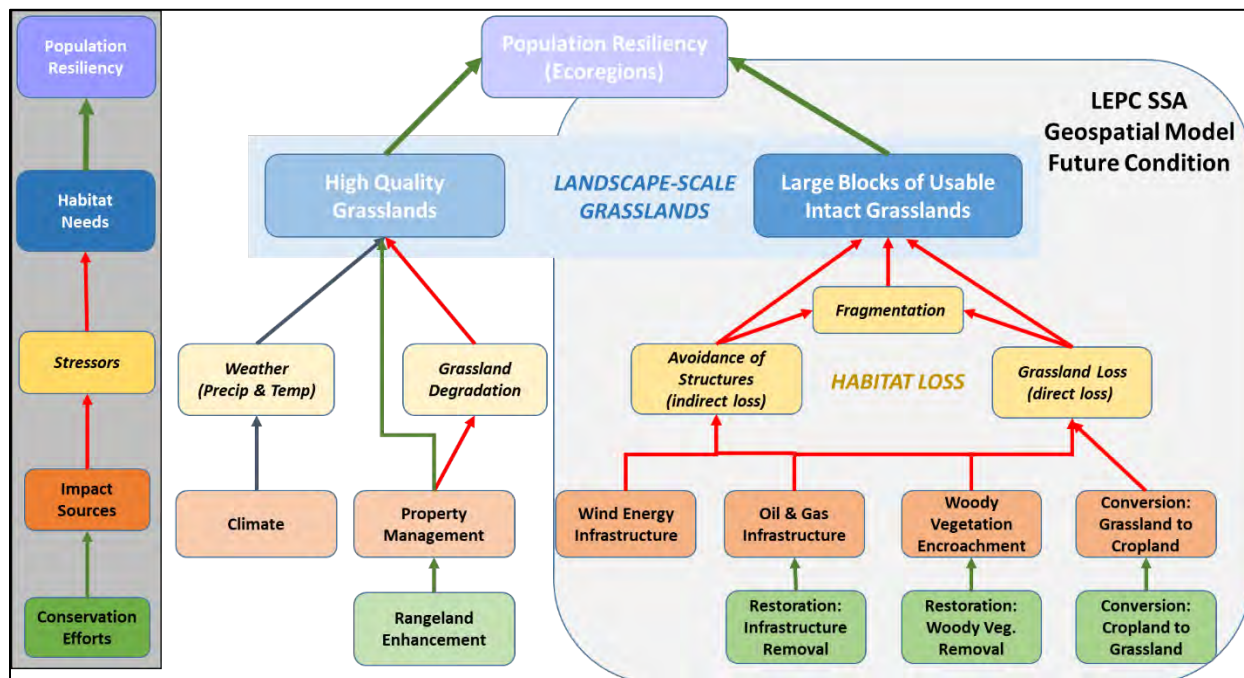 Population
Resiliency
Habitat
Needs
Stressors
Impact
Sources
Conservation
Efforts
Population Resiliency
(Ecoregions)
LEPC SSA
Geospatial Model
Future Condition
High Quality
Grasslands
LANDSCAPE-SCALE
GRASSLANDS
Large Blocks of Usable
Intact Grasslands
Fragmentation
Weather
(Precip & Temp)
Grassland
Degradation
Avoidance of
Structures
(indirect loss)
HABITAT LOSS
Grassland Loss
(direct loss)
Climate
Property
Management
Wind Energy
Infrastructure
Oil & Gas
Infrastructure
Woody
Vegetation
Encroachment
Conversion:
Grassland to
Cropland
Rangeland
Enhancement
Restoration:
Infrastructure
Removal
Restoration:
Woody Veg.
Removal
Conversion:
Cropland to
Grassland